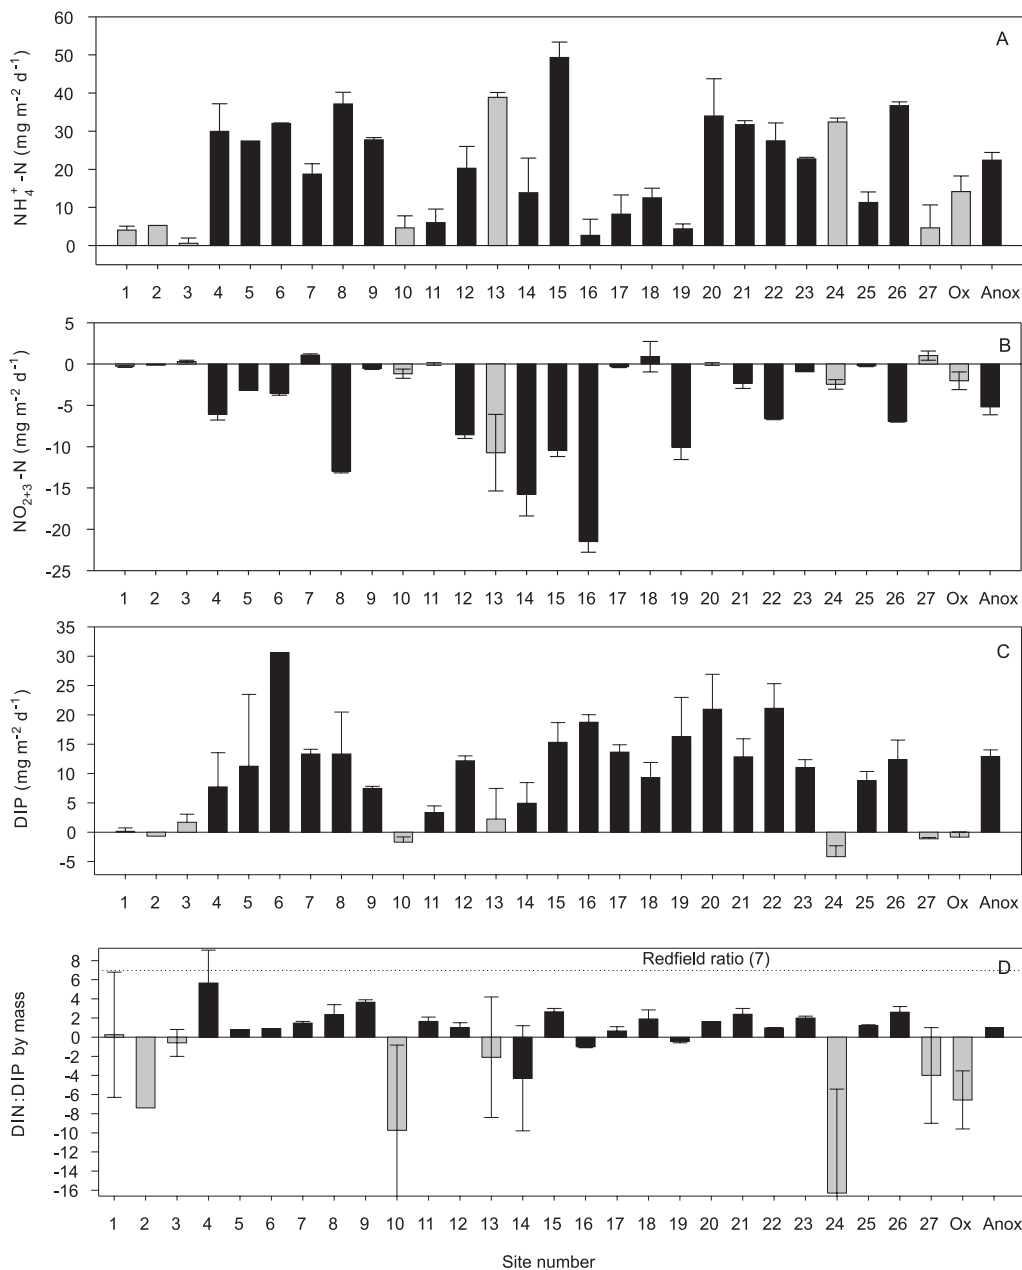 A
NH₄⁺-N (mg m⁻² d⁻¹)
60
50
40
30
20
10
0
1 2 3 4 5 6 7 8 9 10 11 12 13 14 15 16 17 18 19 20 21 22 23 24 25 26 27 Ox Anox
B
NO₂₊₃-N (mg m⁻² d⁻¹)
5
0
-5
-10
-15
-20
-25
1 2 3 4 5 6 7 8 9 10 11 12 13 14 15 16 17 18 19 20 21 22 23 24 25 26 27 Ox Anox
C
DIP (mg m⁻² d⁻¹)
35
30
25
20
15
10
5
0
-5
1 2 3 4 5 6 7 8 9 10 11 12 13 14 15 16 17 18 19 20 21 22 23 24 25 26 27 Ox Anox
Redfield ratio (7)
D
DIN:DIP by mass
8
6
4
2
0
-2
-4
-6
-8
-10
-12
-14
-16
1 2 3 4 5 6 7 8 9 10 11 12 13 14 15 16 17 18 19 20 21 22 23 24 25 26 27 Ox Anox
Site number